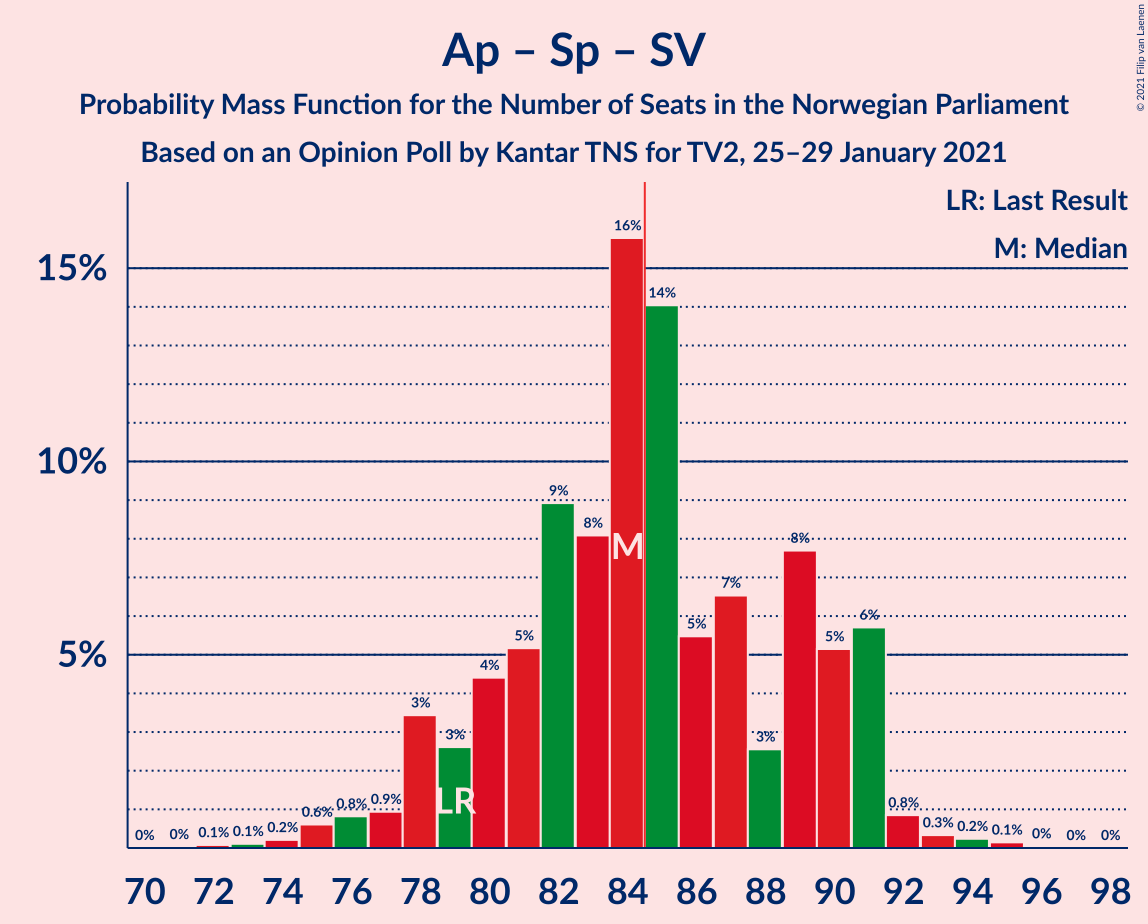 Ap – Sp – SV
Probability Mass Function for the Number of Seats in the Norwegian Parliament
Based on an Opinion Poll by Kantar TNS for TV2, 25–29 January 2021
© 2021 Filip van Laenen
LR: Last Result
M: Median
15%
10%
5%
0% 0% 0.1% 0.1% 0.2% 0.6% 0.8% 0.9% 3% 3% 4% 5% 9% 8% 16% 14% 5% 7% 3% 8% 5% 6% 0.8% 0.3% 0.2% 0.1% 0% 0% 0%
M
LR
70 72 74 76 78 80 82 84 86 88 90 92 94 96 98